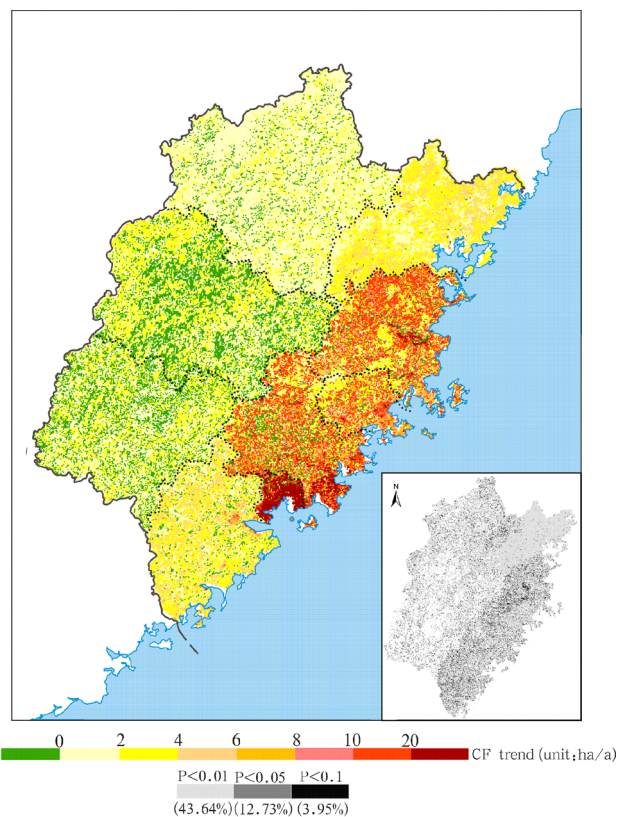 N
0 2 4 6 8 10 20
CF trend(unit:ha/a)
P<0.01 P<0.05 P<0.1
(43.64%) (12.73%) (3.95%)